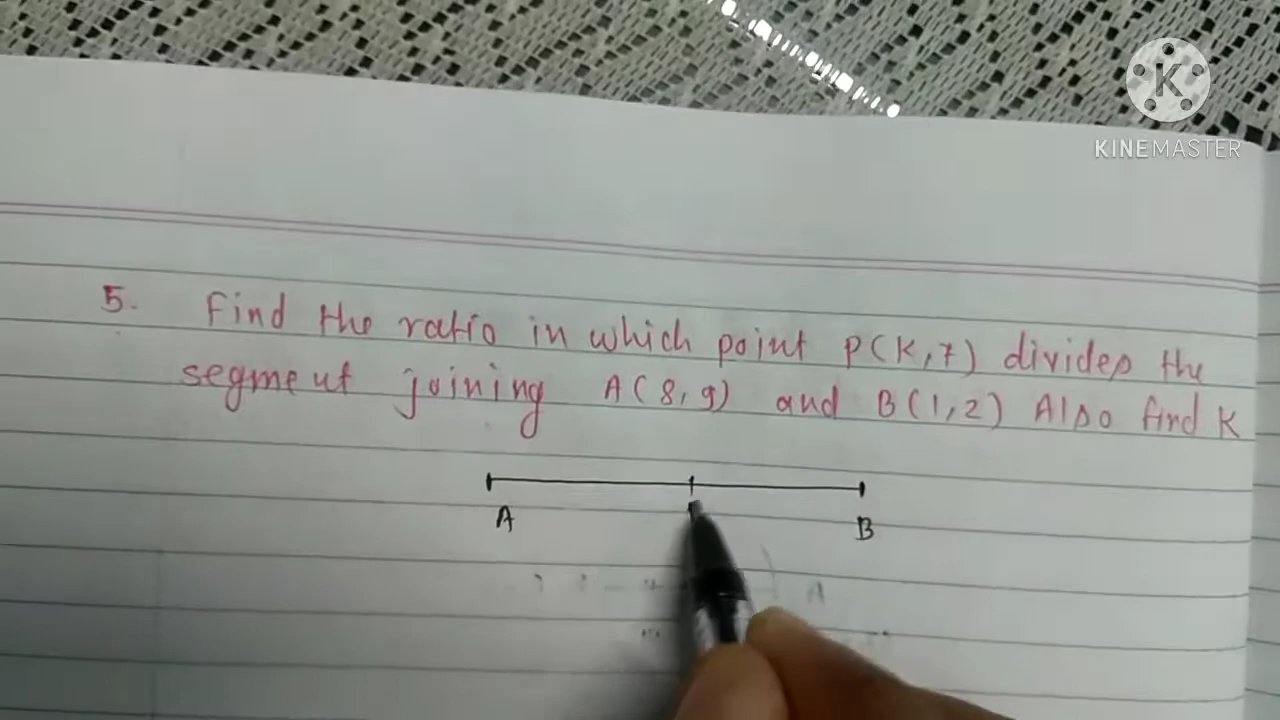 K
KINEMASTER
5. Find the ratio in which point P(K,7) divides the
segment joining A(8,9) and B(1,2) Also find K
A B